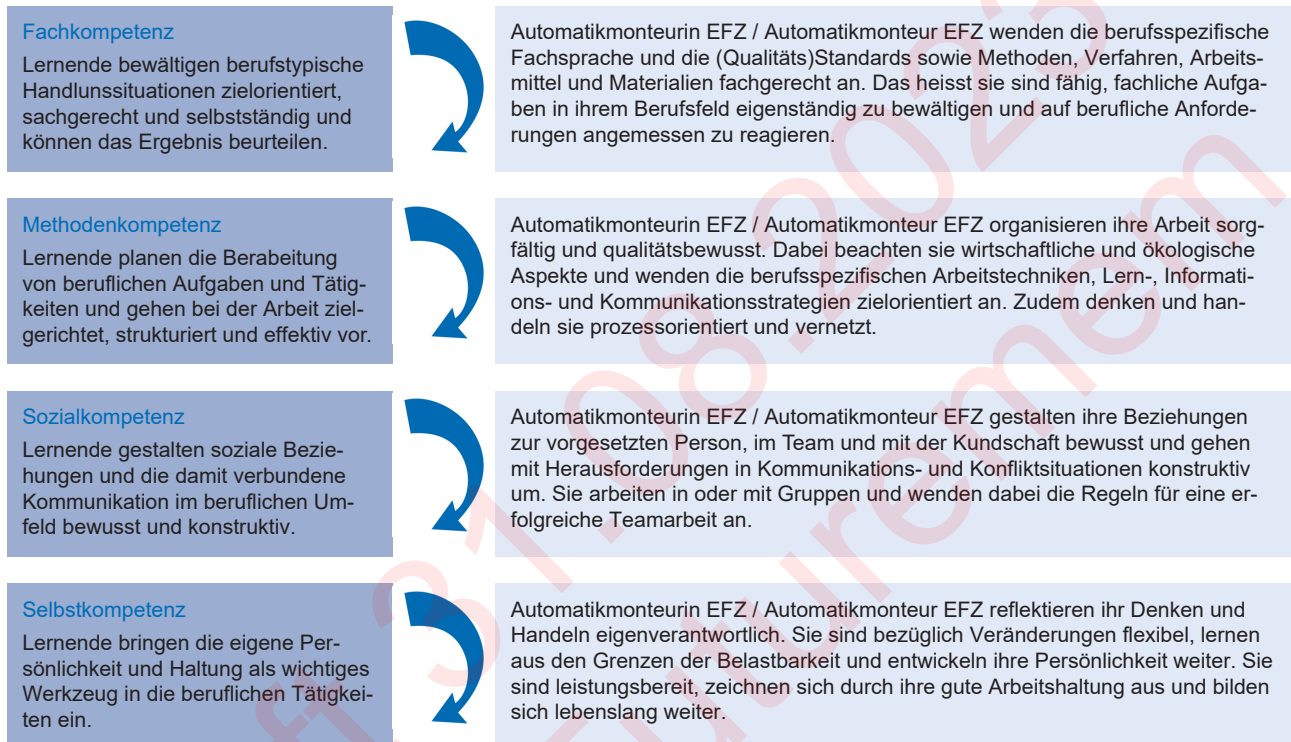 Fachkompetenz
Lernende bewältigen berufstypische
Handlunssituationen zielorientiert,
sachgerecht und selbstständig und
können das Ergebnis beurteilen.
Automatikmonteurin EFZ / Automatikmonteur EFZ wenden die berufsspezifische
Fachsprache und die (Qualitäts)Standards sowie Methoden, Verfahren, Arbeits-
mittel und Materialien fachgerecht an. Das heisst sie sind fähig, fachliche Aufga-
ben in ihrem Berufsfeld eigenständig zu bewältigen und auf berufliche Anforde-
rungen angemessen zu reagieren.
Methodenkompetenz
Lernende planen die Berabeitung
von beruflichen Aufgaben und Tätig-
keiten und gehen bei der Arbeit ziel-
gerichtet, strukturiert und effektiv vor.
Automatikmonteurin EFZ / Automatikmonteur EFZ organisieren ihre Arbeit sorg-
fältig und qualitätsbewusst. Dabei beachten sie wirtschaftliche und ökologische
Aspekte und wenden die berufsspezifischen Arbeitstechniken, Lern-, Informati-
ons- und Kommunikationsstrategien zielorientiert an. Zudem denken und han-
deln sie prozessorientiert und vernetzt.
Sozialkompetenz
Lernende gestalten soziale Bezie-
hungen und die damit verbundene
Kommunikation im beruflichen Um-
feld bewusst und konstruktiv.
Automatikmonteurin EFZ / Automatikmonteur EFZ gestalten ihre Beziehungen
zur vorgesetzten Person, im Team und mit der Kundschaft bewusst und gehen
mit Herausforderungen in Kommunikations- und Konfliktsituationen konstruktiv
um. Sie arbeiten in oder mit Gruppen und wenden dabei die Regeln für eine er-
folgreiche Teamarbeit an.
Selbstkompetenz
Lernende bringen die eigene Per-
sönlichkeit und Haltung als wichtiges
Werkzeug in die beruflichen Tätigkei-
ten ein.
Automatikmonteurin EFZ / Automatikmonteur EFZ reflektieren ihr Denken und
Handeln eigenverantwortlich. Sie sind bezüglich Veränderungen flexibel, lernen
aus den Grenzen der Belastbarkeit und entwickeln ihre Persönlichkeit weiter. Sie
sind leistungsbereit, zeichnen sich durch ihre gute Arbeitshaltung aus und bilden
sich lebenslang weiter.
31.08.2023